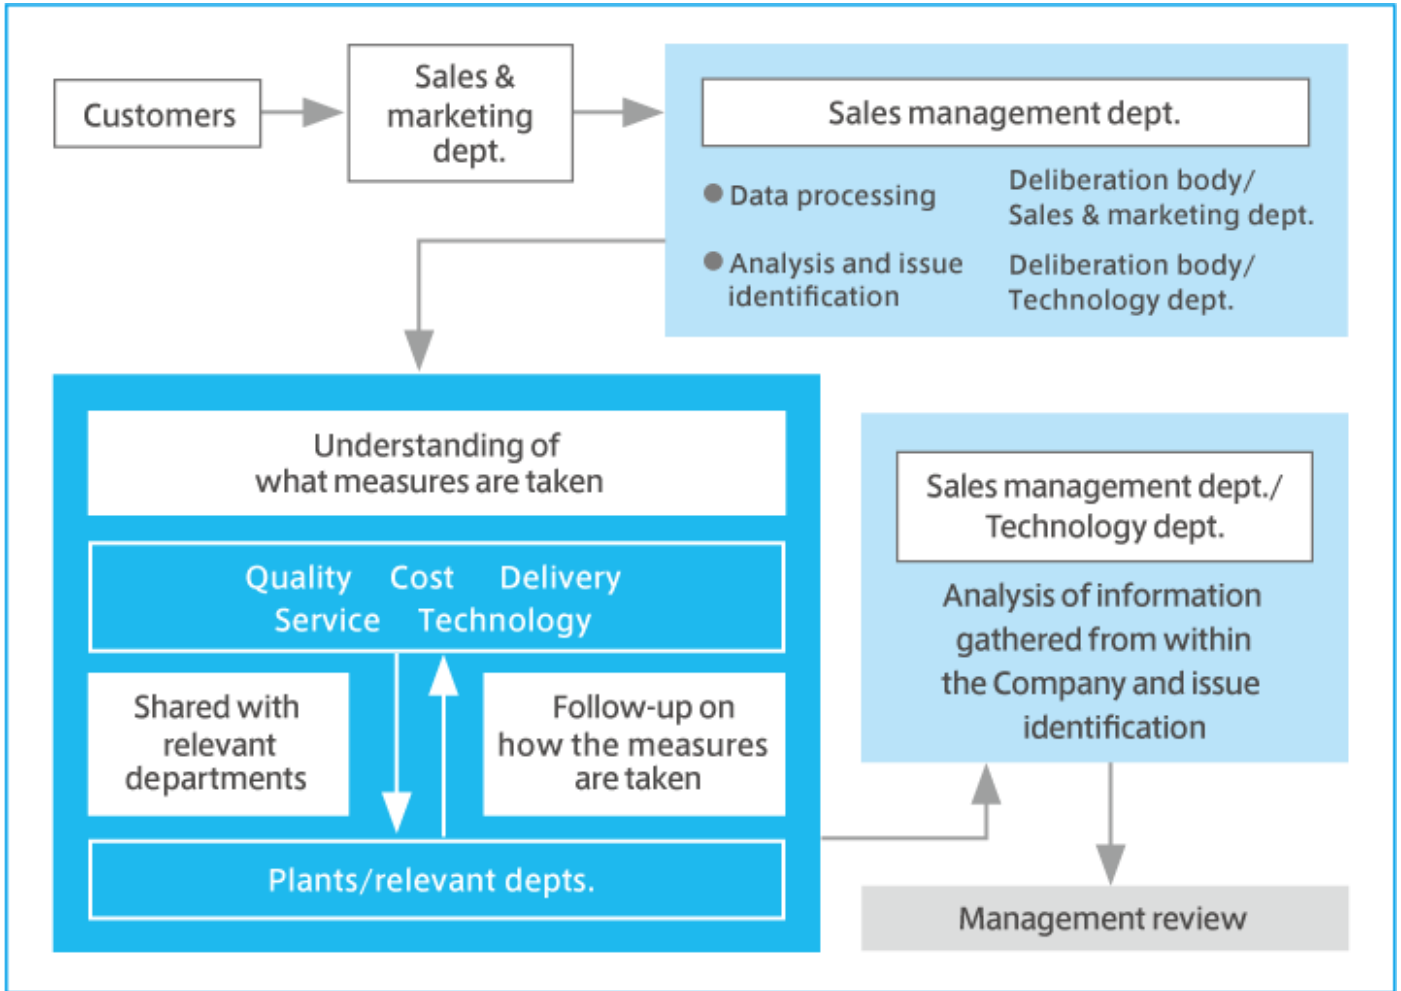 Customers
Sales &
marketing
dept.
Sales management dept.
Data processing
Deliberation body/
Sales & marketing dept.
Analysis and issue
identification
Deliberation body/
Technology dept.
Understanding of
what measures are taken
Quality Cost Delivery
Service Technology
Shared with
relevant
departments
Follow-up on
how the measures
are taken
Plants/relevant depts.
Sales management dept./
Technology dept.
Analysis of information
gathered from within
the Company and issue
identification
Management review